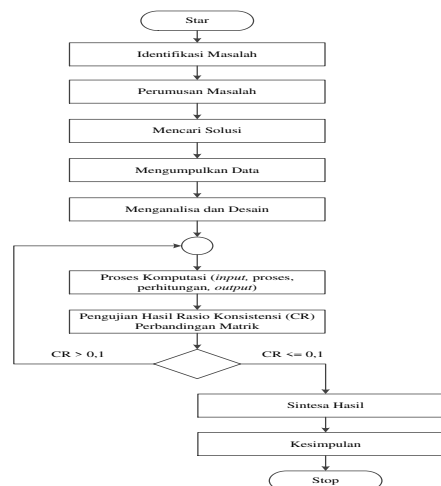 Star
Identifikasi Masalah
Perumusan Masalah
Mencari Solusi
Mengumpulkan Data
Menganalisa dan Desain
Proses Komputasi (input, proses,
perhitungan, output)
Pengujian Hasil Rasio Konsistensi (CR)
Perbandingan Matrik
CR > 0,1
CR <= 0,1
Sintesa Hasil
Kesimpulan
Stop